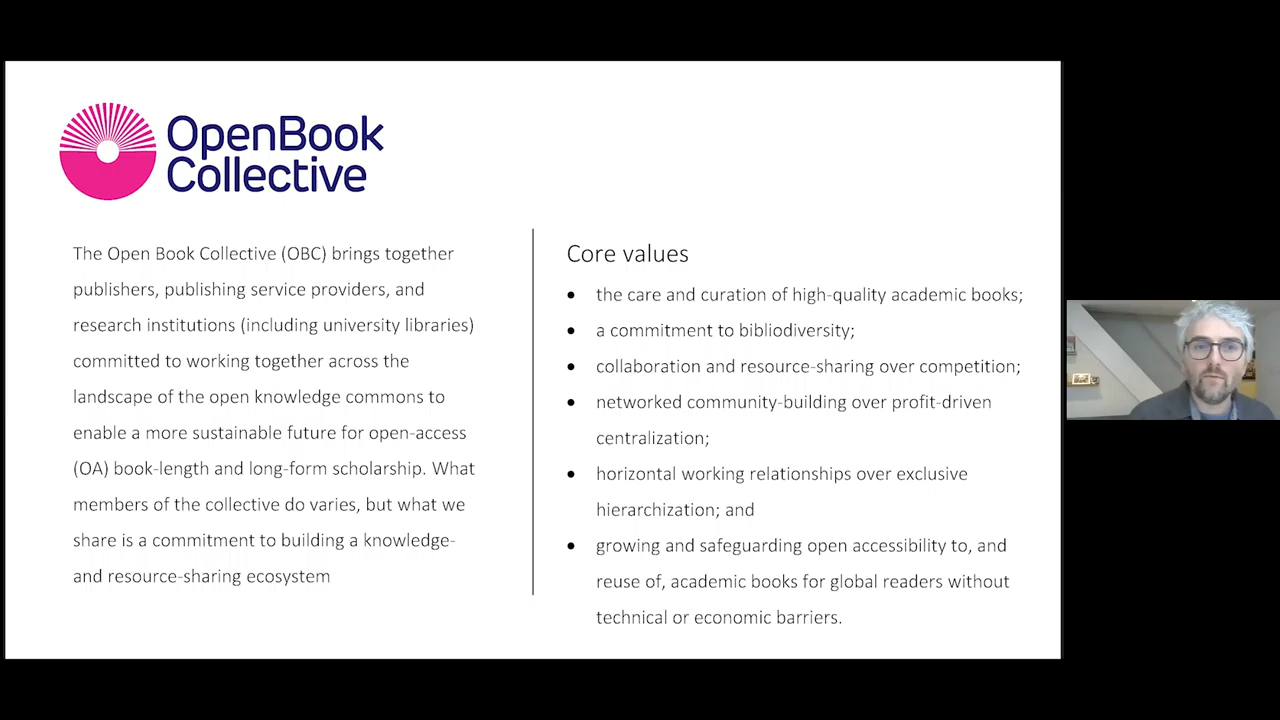 OpenBook
Collective
The Open Book Collective (OBC) brings together
publishers, publishing service providers, and
research institutions (including university libraries)
committed to working together across the
landscape of the open knowledge commons to
enable a more sustainable future for open-access
(OA) book-length and long-form scholarship. What
members of the collective do varies, but what we
share is a commitment to building a knowledge-
and resource-sharing ecosystem
Core values
• the care and curation of high-quality academic books;
• a commitment to bibliodiversity;
• collaboration and resource-sharing over competition;
• networked community-building over profit-driven
centralization;
• horizontal working relationships over exclusive
hierarchization; and
• growing and safeguarding open accessibility to, and
reuse of, academic books for global readers without
technical or economic barriers.